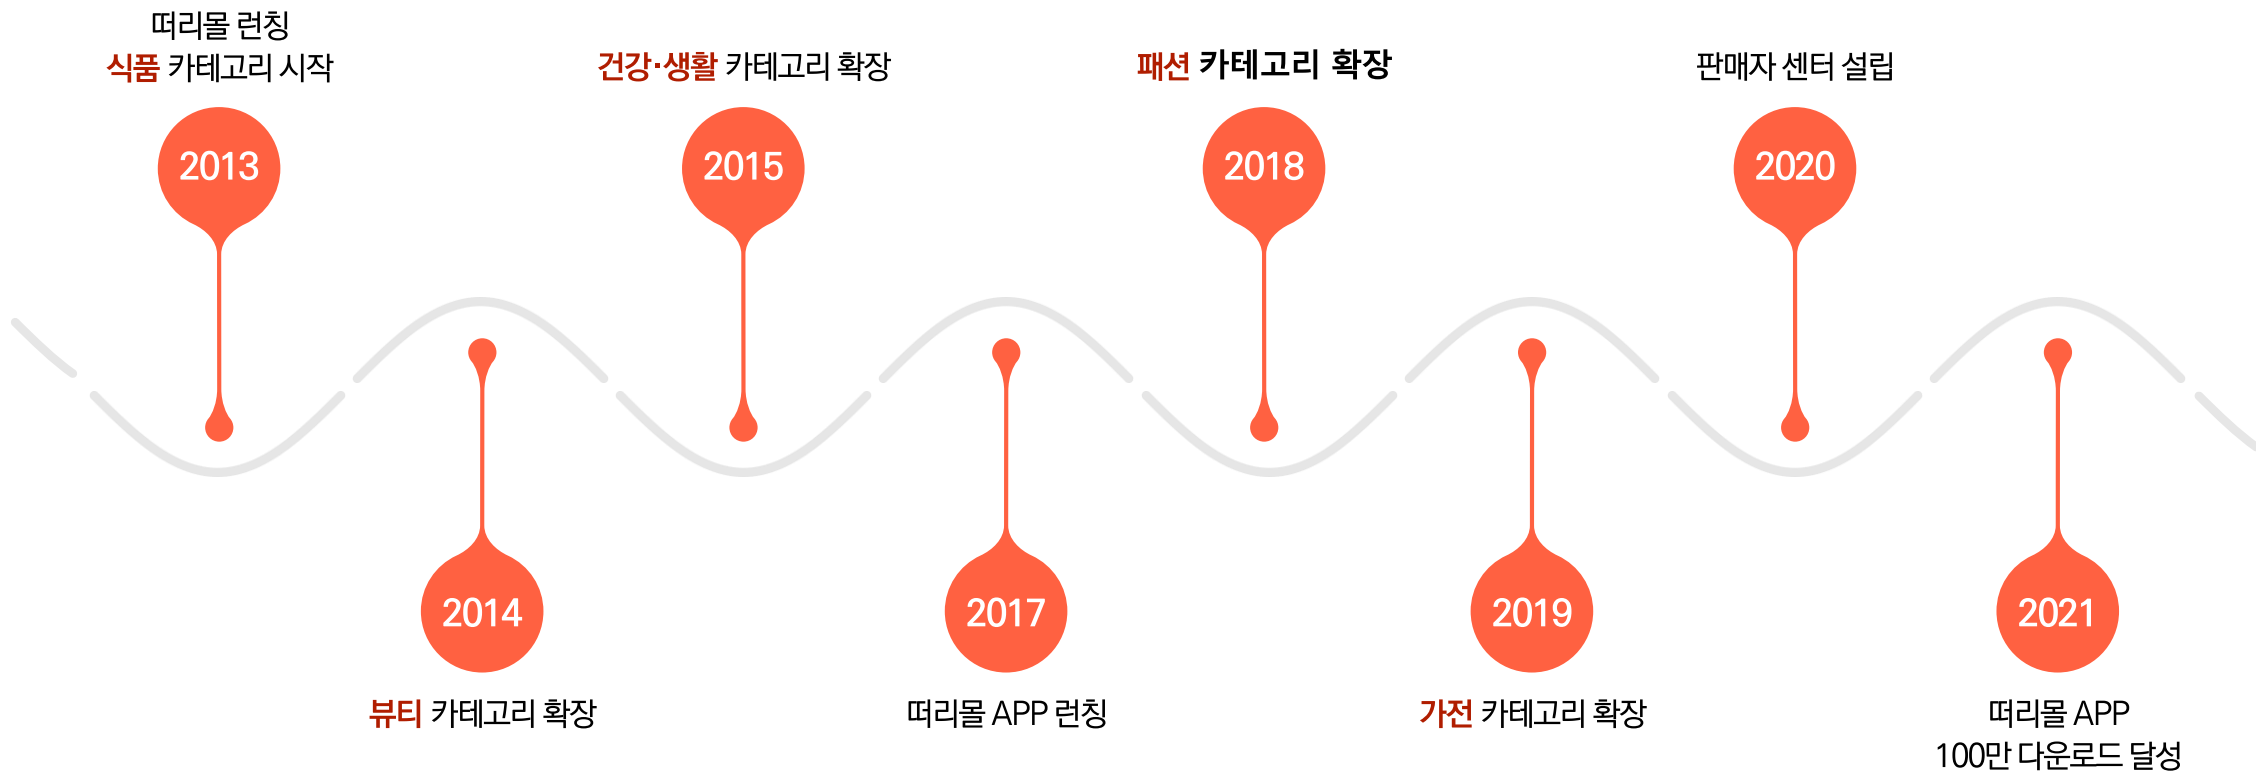 떠리몰 런칭
식품 카테고리 시작
2013
뷰티 카테고리 확장
2014
건강·생활 카테고리 확장
2015
떠리몰 APP 런칭
2017
패션 카테고리 확장
2018
가전 카테고리 확장
2019
판매자 센터 설립
2020
떠리몰 APP
100만 다운로드 달성
2021